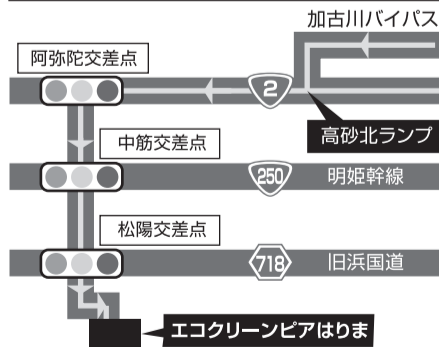 加古川バイパス
阿弥陀交差点
2
高砂北ランプ
中筋交差点
250
明姫幹線
松陽交差点
718
旧浜国道
エコクリーンピアはりま